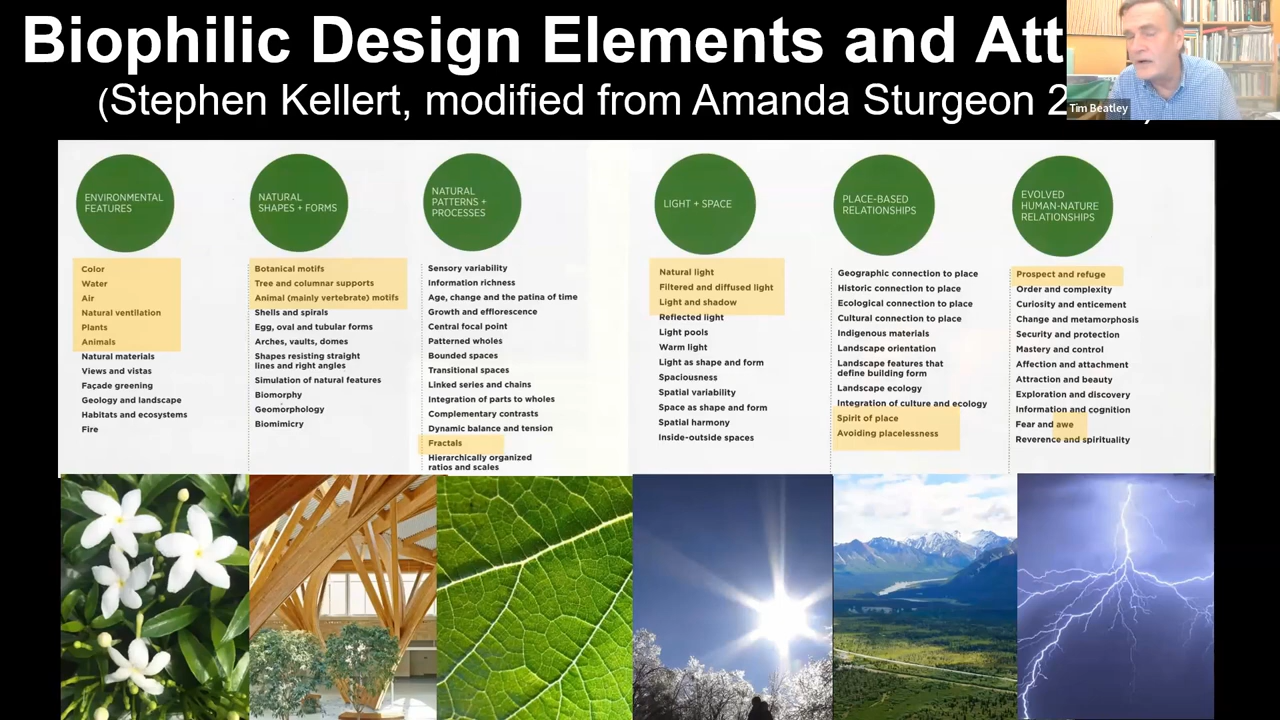 Biophilic Design Elements and Att
(Stephen Kellert, modified from Amanda Sturgeon 2
Tim Beatley
ENVIRONMENTAL
FEATURES
Color
Water
Air
Natural ventilation
Plants
Animals
Natural materials
Views and vistas
Façade greening
Geology and landscape
Habitats and ecosystems
Fire
NATURAL
SHAPES + FORMS
Botanical motifs
Tree and columnar supports
Animal (mainly vertebrate) motifs
Shells and spirals
Egg, oval and tubular forms
Arches, vaults, domes
Shapes resisting straight
lines and right angles
Simulation of natural features
Biomorphy
Geomorphology
Biomimicry
NATURAL
PATTERNS +
PROCESSES
Sensory variability
Information richness
Age, change and the patina of time
Growth and efflorescence
Central focal point
Patterned wholes
Bounded spaces
Transitional spaces
Linked series and chains
Integration of parts to wholes
Complementary contrasts
Dynamic balance and tension
Fractals
Hierarchically organized
ratios and scales
LIGHT + SPACE
Natural light
Filtered and diffused light
Light and shadow
Reflected light
Light pools
Warm light
Light as shape and form
Spaciousness
Spatial variability
Space as shape and form
Spatial harmony
Inside-outside spaces
PLACE-BASED
RELATIONSHIPS
Geographic connection to place
Historic connection to place
Ecological connection to place
Cultural connection to place
Indigenous materials
Landscape orientation
Landscape features that
define building form
Landscape ecology
Integration of culture and ecology
Spirit of place
Avoiding placelessness
EVOLVED
HUMAN-NATURE
RELATIONSHIPS
Prospect and refuge
Order and complexity
Curiosity and enticement
Change and metamorphosis
Security and protection
Mastery and control
Affection and attachment
Attraction and beauty
Exploration and discovery
Information and cognition
Fear and awe
Reverence and spirituality